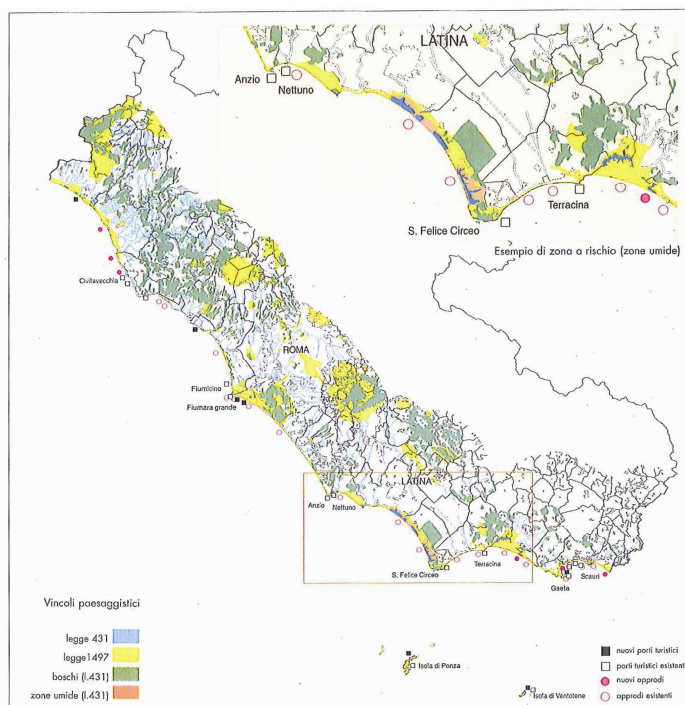 LATINA
Anzio
Nettuno
Terracina
S. Felice Circeo
Esempio di zona a rischio (zone umide)
Civitavecchia
ROMA
Fiumicino
Fiumara grande
LATINA
Anzio
Nettuno
S. Felice Circeo
Terracina
Gaeta
Scauri
Isola di Ponza
Isola di Ventotene
Vincoli paesaggistici
legge 431
legge1497
boschi (l.431)
zone umide (l.431)
nuovi porti turistici
porti turistici esistenti
nuovi approdi
approdi esistenti